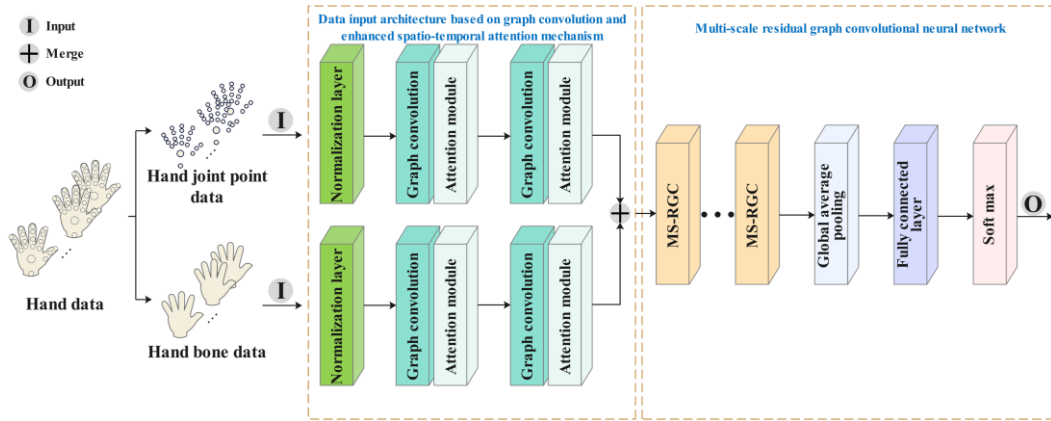 I Input
+ Merge
O Output
Hand data
Hand joint point
data
Hand bone data
I
I
Data input architecture based on graph convolution and
enhanced spatio-temporal attention mechanism
Normalization layer
Graph convolution
Attention module
Graph convolution
Attention module
Normalization layer
Graph convolution
Attention module
Graph convolution
Attention module
+
Multi-scale residual graph convolutional neural network
MS-RGC
MS-RGC
Global average
pooling
Fully connected
layer
Soft max
O